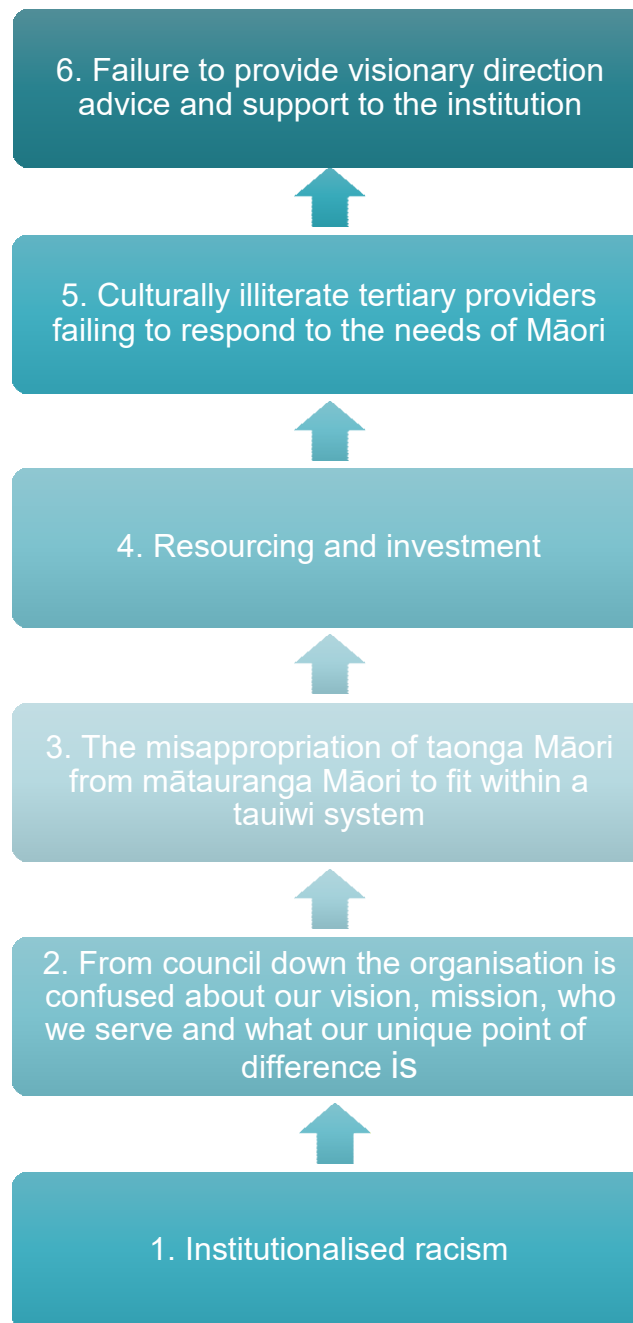 6. Failure to provide visionary direction
advice and support to the institution
5. Culturally illiterate tertiary providers
failing to respond to the needs of Māori
4. Resourcing and investment
3. The misappropriation of taonga Māori
from mātauranga Māori to fit within a
tauiwi system
2. From council down the organisation is
confused about our vision, mission, who
we serve and what our unique point of
difference is
1. Institutionalised racism